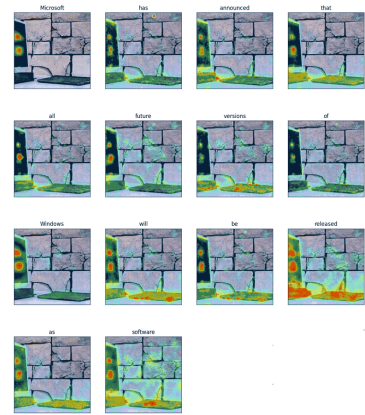 Microsoft has announced that
all future versions of
Windows will be released
as software